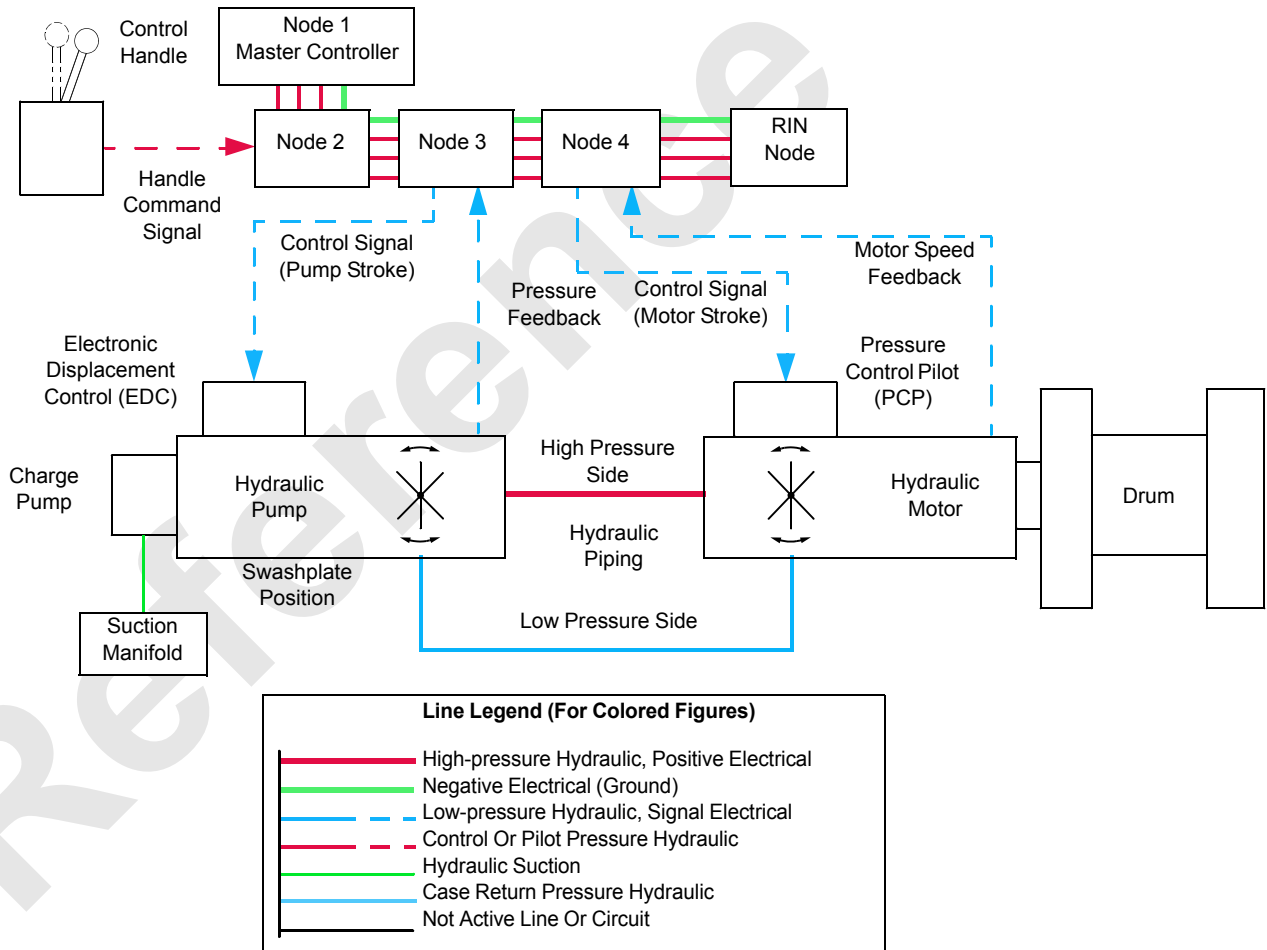 Control
Handle
Node 1
Master Controller
Node 2
Node 3
Node 4
RIN
Node
Handle
Command
Signal
Control Signal
(Pump Stroke)
Pressure
Feedback
Control Signal
(Motor Stroke)
Motor Speed
Feedback
Electronic
Displacement
Control (EDC)
Pressure
Control Pilot
(PCP)
Charge
Pump
Hydraulic
Pump
High Pressure
Side
Hydraulic
Piping
Hydraulic
Motor
Drum
Swashplate
Position
Low Pressure Side
Suction
Manifold
Line Legend (For Colored Figures)
High-pressure Hydraulic, Positive Electrical
Negative Electrical (Ground)
Low-pressure Hydraulic, Signal Electrical
Control Or Pilot Pressure Hydraulic
Hydraulic Suction
Case Return Pressure Hydraulic
Not Active Line Or Circuit
Reference